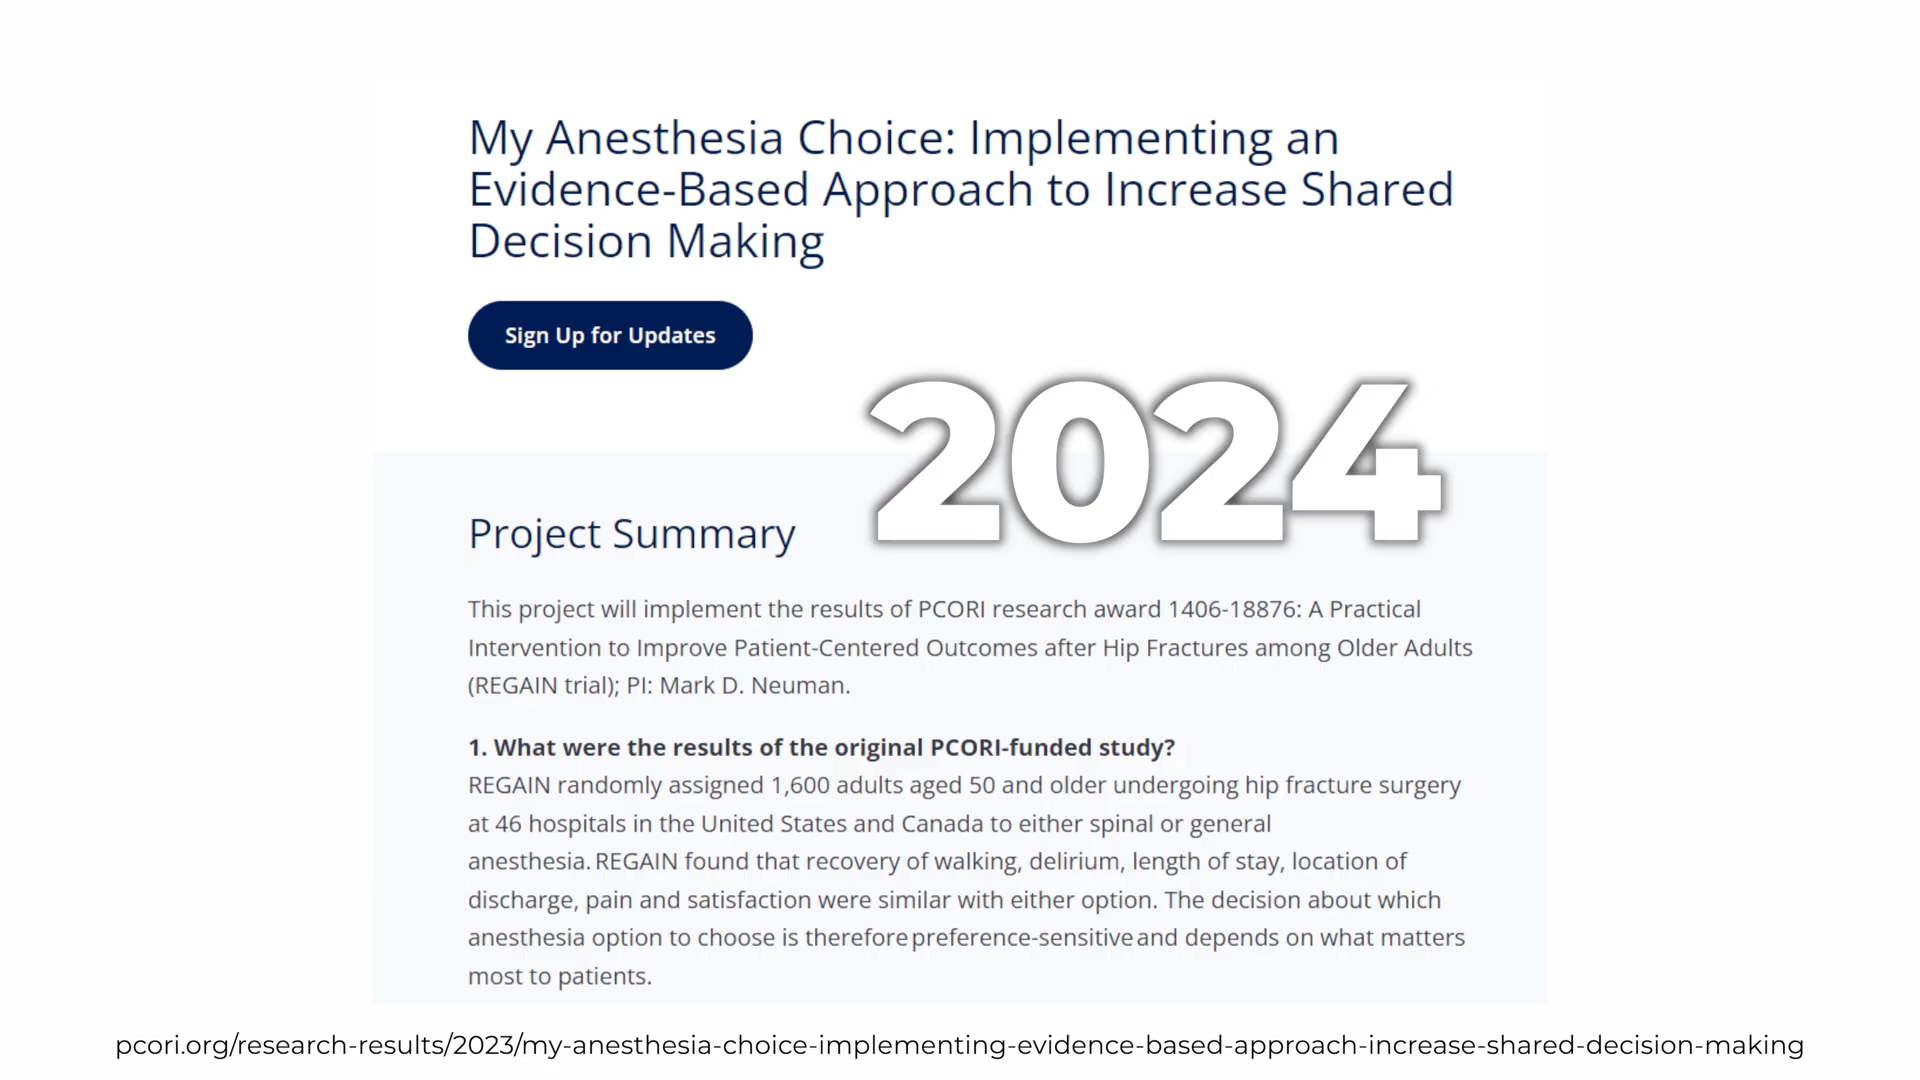 My Anesthesia Choice: Implementing an
Evidence-Based Approach to Increase Shared
Decision Making
Sign Up for Updates
2024
Project Summary
This project will implement the results of PCORI research award 1406-18876: A Practical
Intervention to Improve Patient-Centered Outcomes after Hip Fractures among Older Adults
(REGAIN trial); PI: Mark D. Neuman.
1. What were the results of the original PCORI-funded study?
REGAIN randomly assigned 1,600 adults aged 50 and older undergoing hip fracture surgery
at 46 hospitals in the United States and Canada to either spinal or general
anesthesia. REGAIN found that recovery of walking, delirium, length of stay, location of
discharge, pain and satisfaction were similar with either option. The decision about which
anesthesia option to choose is therefore preference-sensitive and depends on what matters
most to patients.
pcori.org/research-results/2023/my-anesthesia-choice-implementing-evidence-based-approach-increase-shared-decision-making